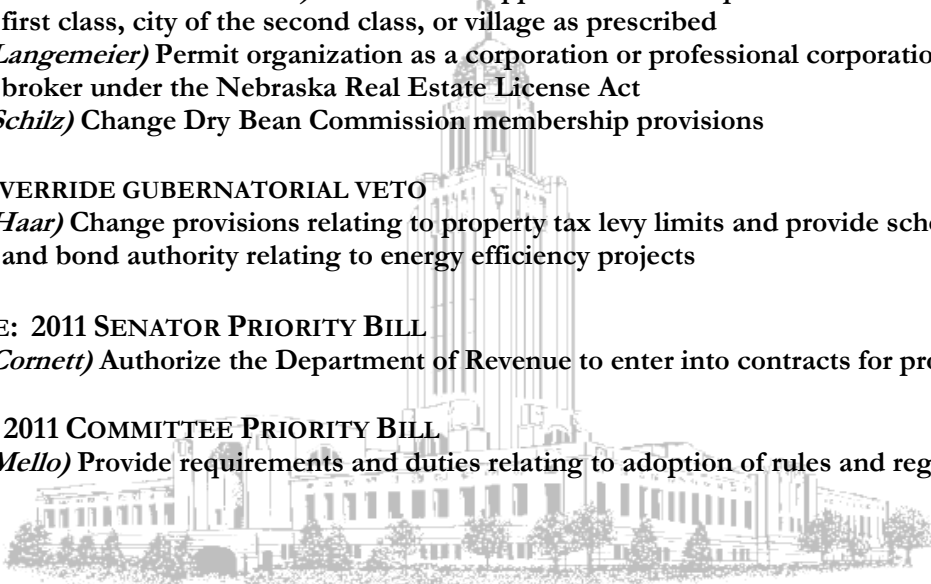 first class, city of the second class, or village as prescribed
Langemeier) Permit organization as a corporation or professional corporatio
broker under the Nebraska Real Estate License Act
Schilz) Change Dry Bean Commission membership provisions
VERRIDE GUBERNATORIAL VETO
Haar) Change provisions relating to property tax levy limits and provide sch
and bond authority relating to energy efficiency projects
E: 2011 SENATOR PRIORITY BILL
Cornett) Authorize the Department of Revenue to enter into contracts for pro
2011 COMMITTEE PRIORITY BILL
Mello) Provide requirements and duties relating to adoption of rules and reg